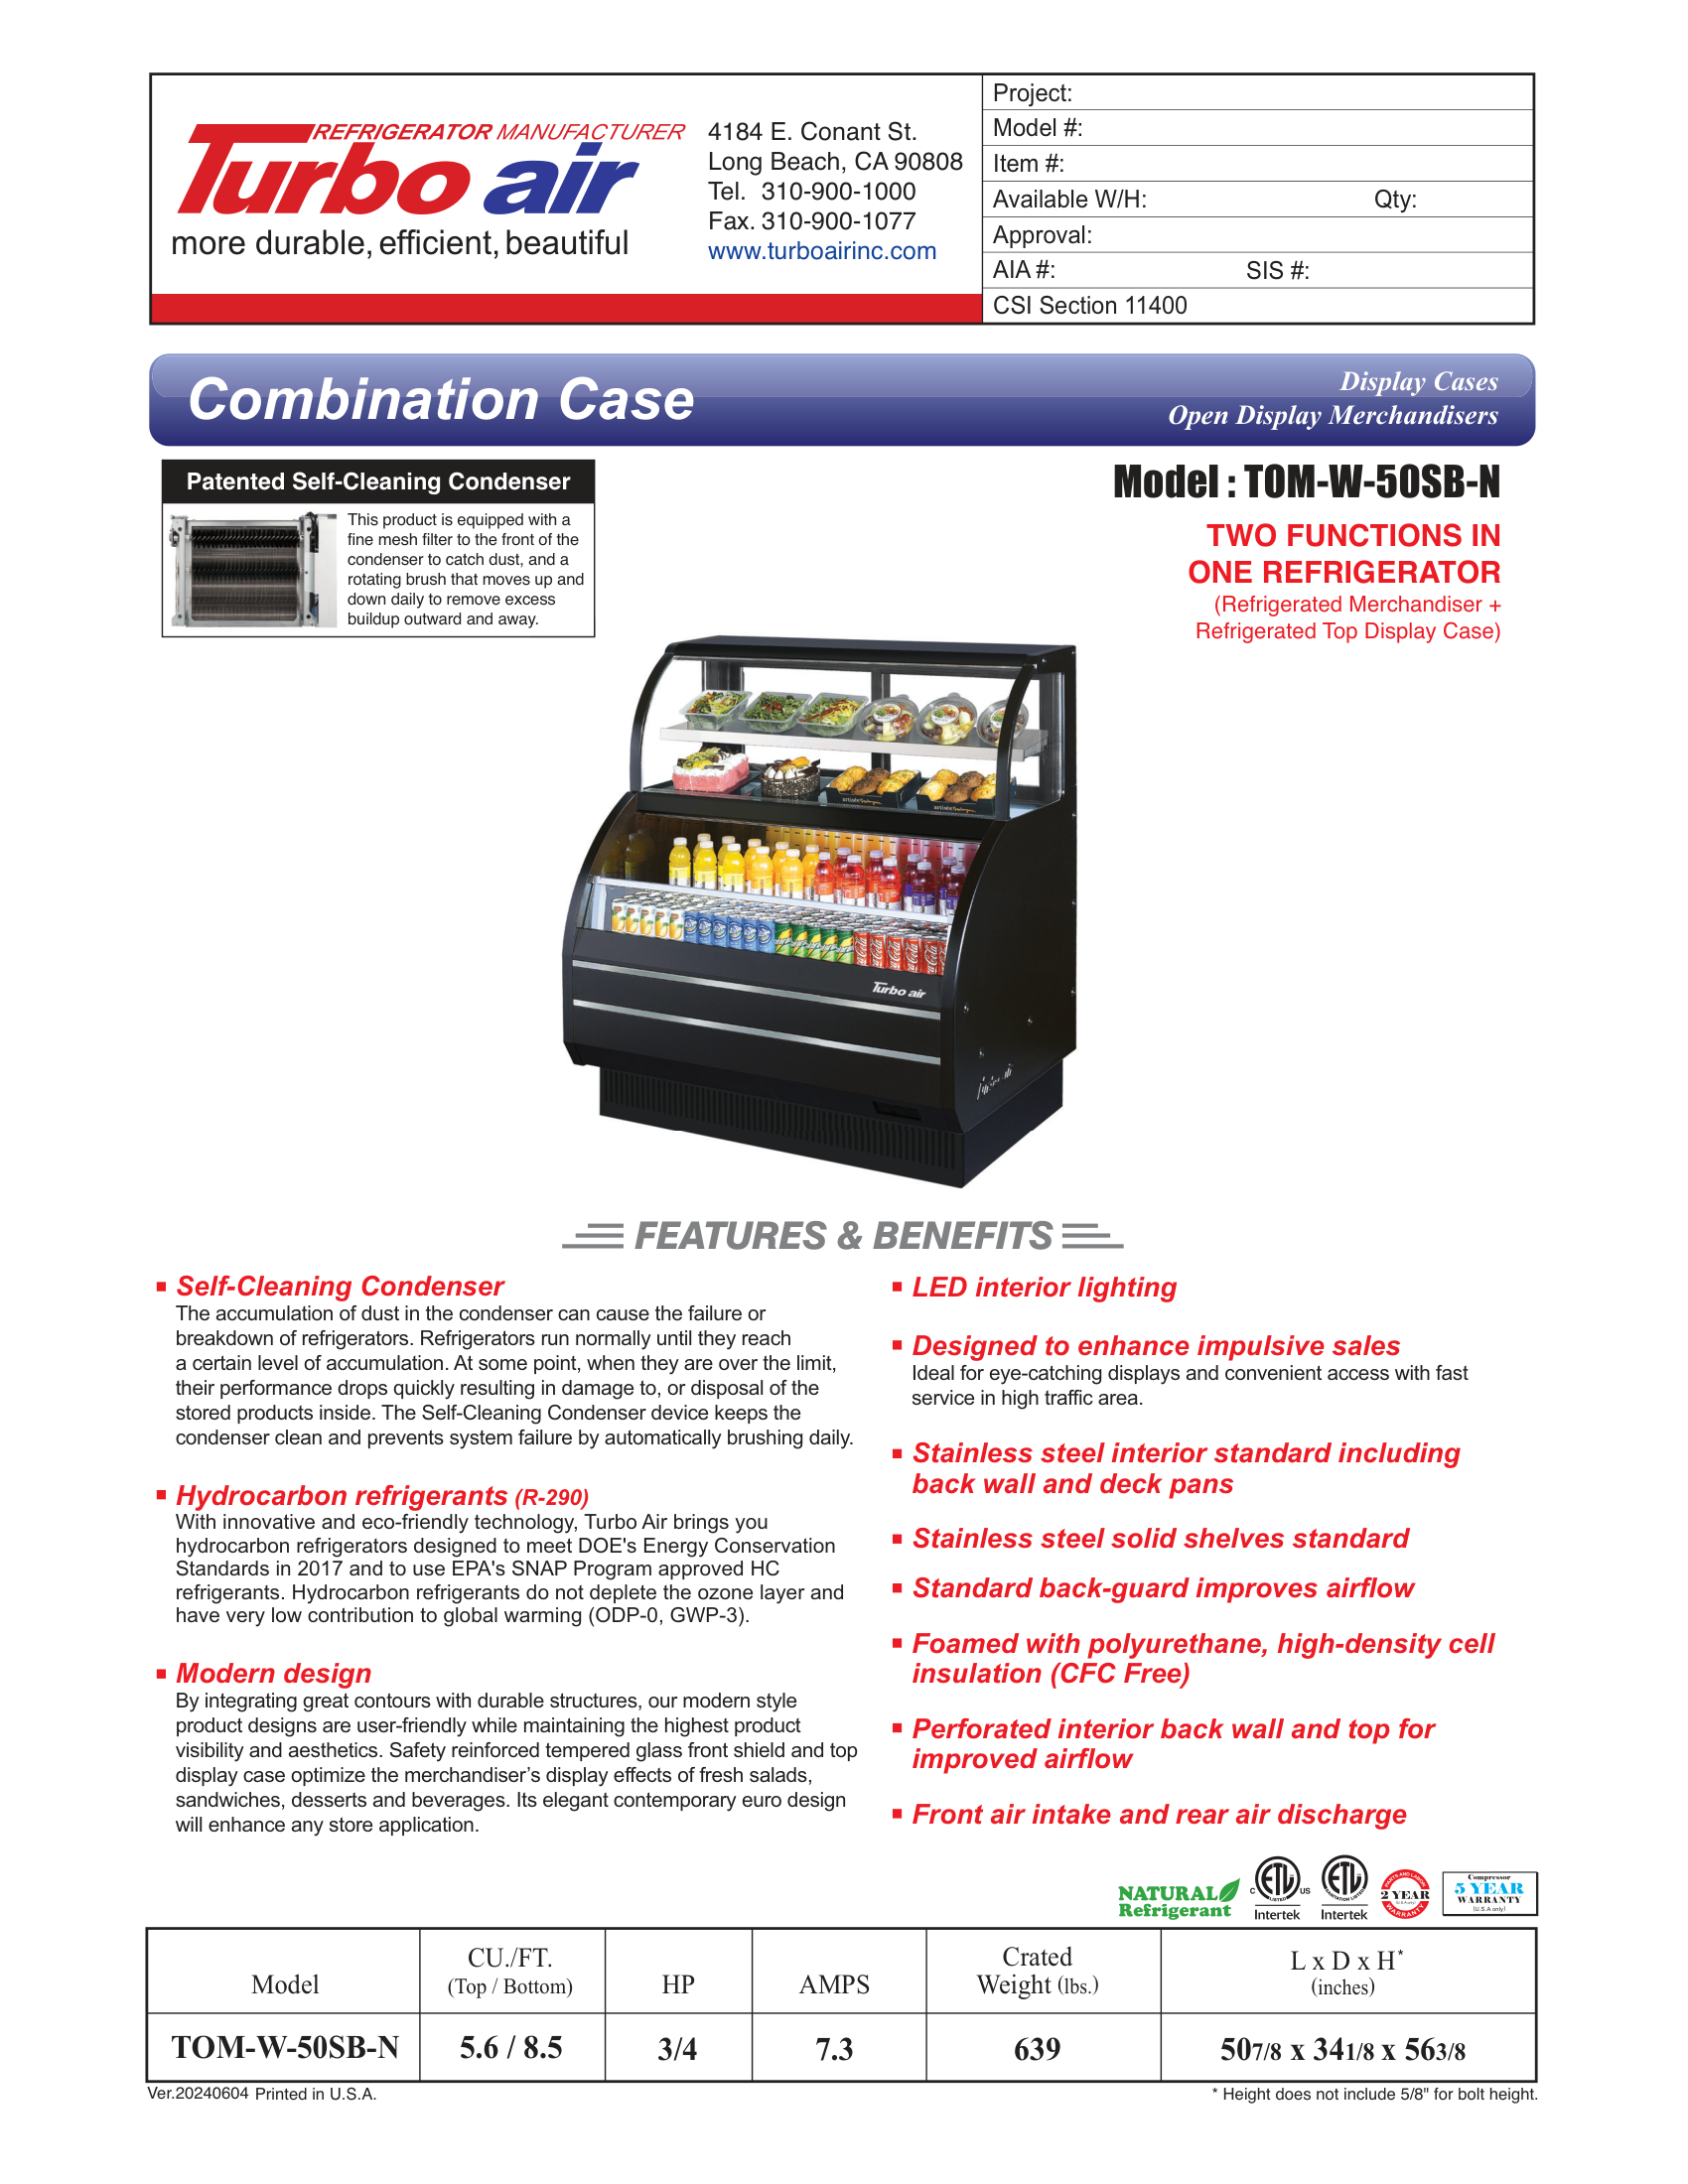 REFRIGERATOR MANUFACTURER
Turbo air
more durable, efficient, beautiful
4184 E. Conant St.
Long Beach, CA 90808
Tel. 310-900-1000
Fax. 310-900-1077
www.turboairinc.com
Project:
Model #:
Item #:
Available W/H: Qty:
Approval:
AIA #: SIS #:
CSI Section 11400
Combination Case
Display Cases
Open Display Merchandisers
Patented Self-Cleaning Condenser
This product is equipped with a
fine mesh filter to the front of the
condenser to catch dust, and a
rotating brush that moves up and
down daily to remove excess
buildup outward and away.
Model : TOM-W-50SB-N
TWO FUNCTIONS IN
ONE REFRIGERATOR
(Refrigerated Merchandiser +
Refrigerated Top Display Case)
Turbo air
FEATURES & BENEFITS
Self-Cleaning Condenser
The accumulation of dust in the condenser can cause the failure or
breakdown of refrigerators. Refrigerators run normally until they reach
a certain level of accumulation. At some point, when they are over the limit,
their performance drops quickly resulting in damage to, or disposal of the
stored products inside. The Self-Cleaning Condenser device keeps the
condenser clean and prevents system failure by automatically brushing daily.
Hydrocarbon refrigerants (R-290)
With innovative and eco-friendly technology, Turbo Air brings you
hydrocarbon refrigerators designed to meet DOE's Energy Conservation
Standards in 2017 and to use EPA's SNAP Program approved HC
refrigerants. Hydrocarbon refrigerants do not deplete the ozone layer and
have very low contribution to global warming (ODP-0, GWP-3).
Modern design
By integrating great contours with durable structures, our modern style
product designs are user-friendly while maintaining the highest product
visibility and aesthetics. Safety reinforced tempered glass front shield and top
display case optimize the merchandiser's display effects of fresh salads,
sandwiches, desserts and beverages. Its elegant contemporary euro design
will enhance any store application.
LED interior lighting
Designed to enhance impulsive sales
Ideal for eye-catching displays and convenient access with fast
service in high traffic area.
Stainless steel interior standard including
back wall and deck pans
Stainless steel solid shelves standard
Standard back-guard improves airflow
Foamed with polyurethane, high-density cell
insulation (CFC Free)
Perforated interior back wall and top for
improved airflow
Front air intake and rear air discharge
NATURAL
Refrigerant
C ETL US
LISTED
Intertek
ETL
SANITATION LISTED
Intertek
PARTS AND LABOR
2 YEAR
(U.S.A only)
WARRANTY
Compressor
5 YEAR
WARRANTY
(U.S.A only)
Model CU./FT. (Top / Bottom) HP AMPS Crated Weight (lbs.) L x D x H* (inches)
TOM-W-50SB-N 5.6 / 8.5 3/4 7.3 639 507/8 x 341/8 x 563/8
Ver.20240604 Printed in U.S.A.
* Height does not include 5/8" for bolt height.